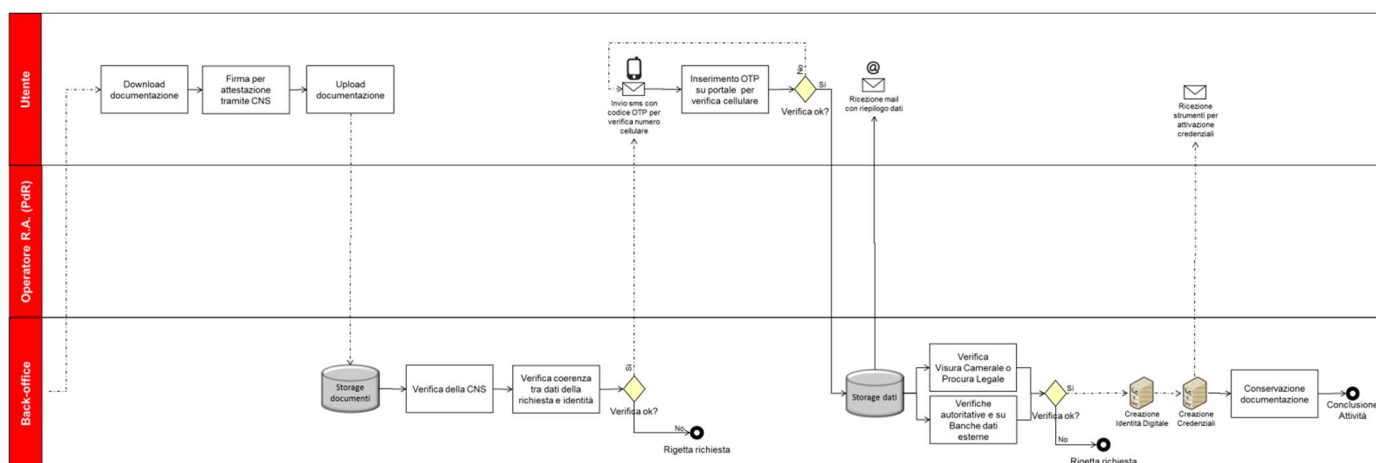 Utente
Download
documentazione
Firma per
attestazione
tramite CNS
Upload
documentazione
Invio sms con
codice OTP per
verifica numero
cellulare
Inserimento OTP
su portale per
verifica cellulare
No
Si
Verifica ok?
@
Ricezione mail
con riepilogo dati
Ricezione
strumenti per
attivazione
credenziali
Operatore R.A. (PdR)
Back-office
Storage
documenti
Verifica della CNS
Verifica coerenza
tra dati della
richiesta e identità
Si
Verifica ok?
No
Rigetta richiesta
Storage dati
Verifica
Visura Camerale o
Procura Legale
Verifiche
autoritative e su
Banche dati
esterne
Si
Verifica ok?
No
Rigetta richiesta
Creazione
Identità Digitale
Creazione
Credenziali
Conservazione
documentazione
Conclusione
Attività